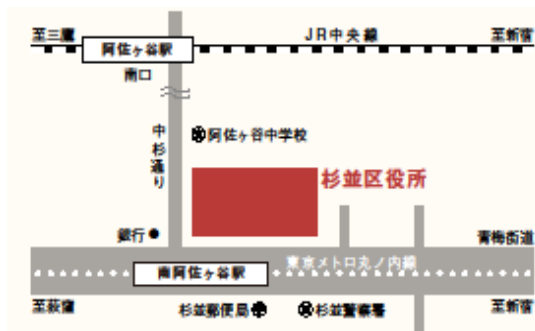 至三鷹
JR中央線
至新宿
阿佐ヶ谷駅
南口
中杉通り
阿佐ヶ谷中学校
杉並区役所
銀行
青梅街道
東京メトロ丸ノ内線
南阿佐ヶ谷駅
至荻窪
杉並郵便局
杉並警察署
至新宿